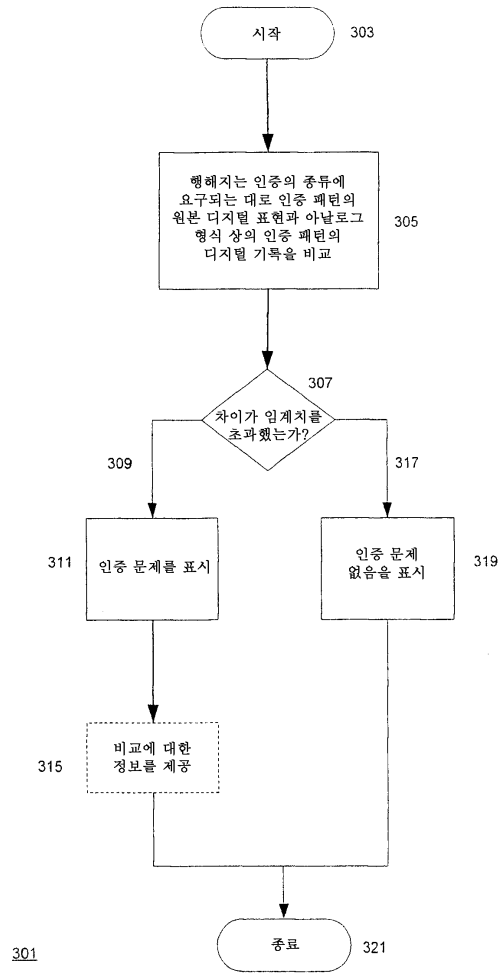 시작
303
행해지는 인증의 종류에
요구되는 대로 인증 패턴의
원본 디지털 표현과 아날로그
형식 상의 인증 패턴의
디지털 기록을 비교
305
307
차이가 임계치를
초과했는가?
309
317
311
인증 문제를 표시
인증 문제
없음을 표시
319
315
비교에 대한
정보를 제공
종료
321
301